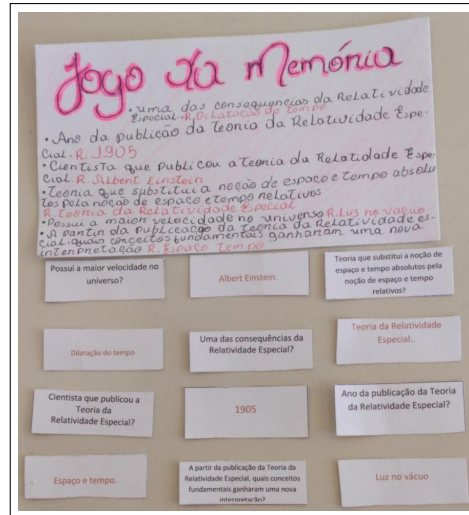 Jogo da Memória
• uma das consequências da Relatividade
Especial. R. Dilatação do tempo
• Ano da publicação da teoria da Relatividade Espe-
cial. R. 1905
• Cientista que publicou a teoria da Relatidade Espe
cial R. Albert Einstein
• teoria que substitui a noção de espaço e tempo absolu
tos pela noção de espaço e tempo relativos
R. teoria da Relatividade Especial
• Possui a maior velocidade no universo R. Lus no vácuo
• A partir da Publicação da teoria da Relatividade es-
cial quais conceitos fundamentais ganharam uma nova
interpretação R. Espaço tempo
Possui a maior velocidade no
universo?
Albert Einstein.
Teoria que substitui a noção de
espaço e tempo absolutos pela
noção de espaço e tempo
relativos?
Dilatação do tempo
Uma das consequências da
Relatividade Especial?
Teoria da Relatividade
Especial..
Cientista que publicou a
Teoria da
Relatividade Especial?
1905
Ano da publicação da Teoria
da Relatividade Especial?
Espaço e tempo.
A partir da publicação da Teoria da
Relatividade Especial, quais conceitos
fundamentais ganharam uma nova
interpretação?
Luz no vácuo